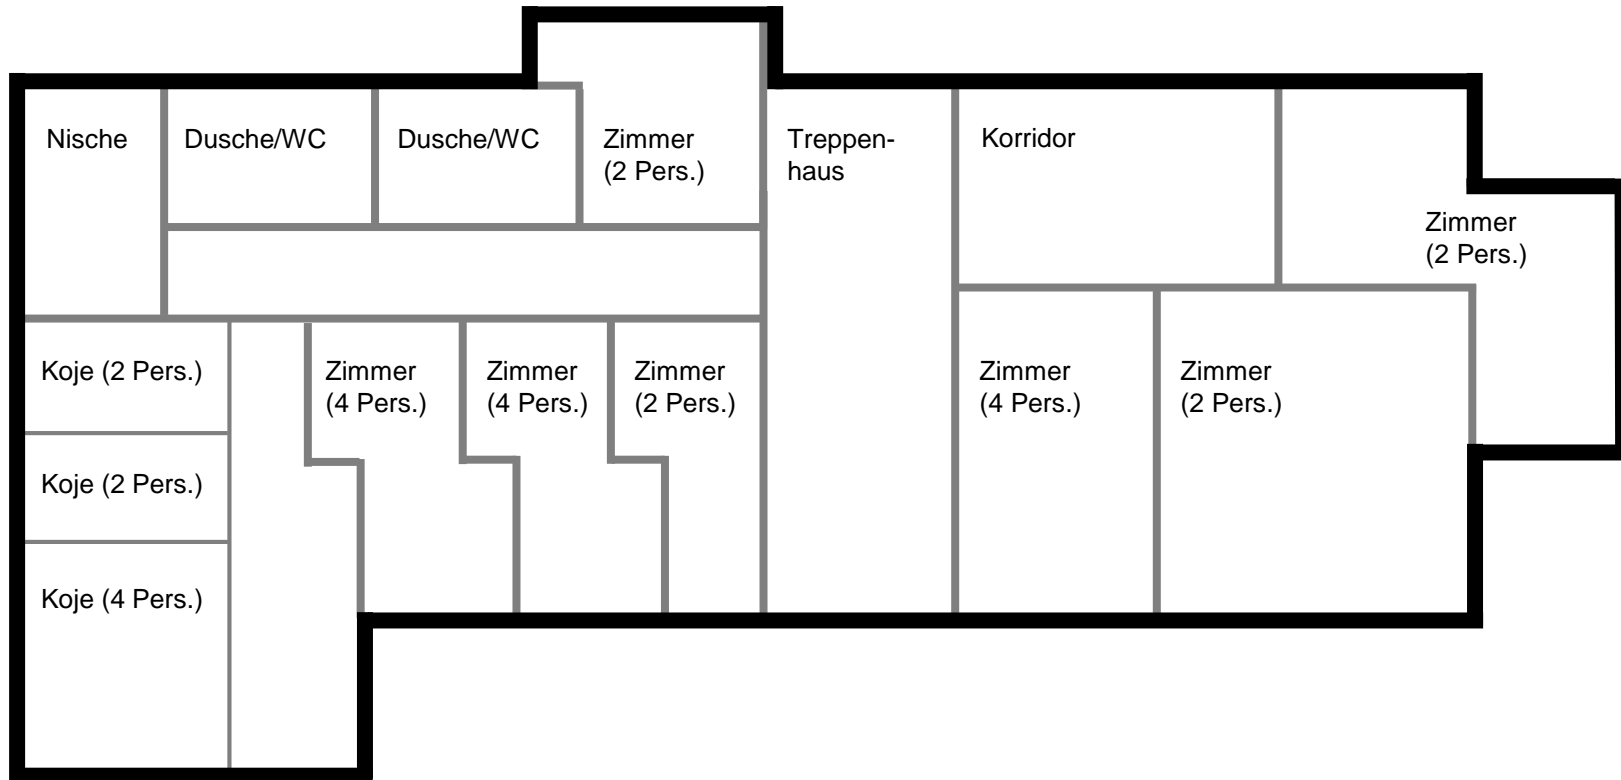 Nische
Dusche/WC
Dusche/WC
Zimmer
(2 Pers.)
Treppen-
haus
Korridor
Zimmer
(2 Pers.)
Koje (2 Pers.)
Zimmer
(4 Pers.)
Zimmer
(4 Pers.)
Zimmer
(2 Pers.)
Zimmer
(4 Pers.)
Zimmer
(2 Pers.)
Koje (2 Pers.)
Koje (4 Pers.)